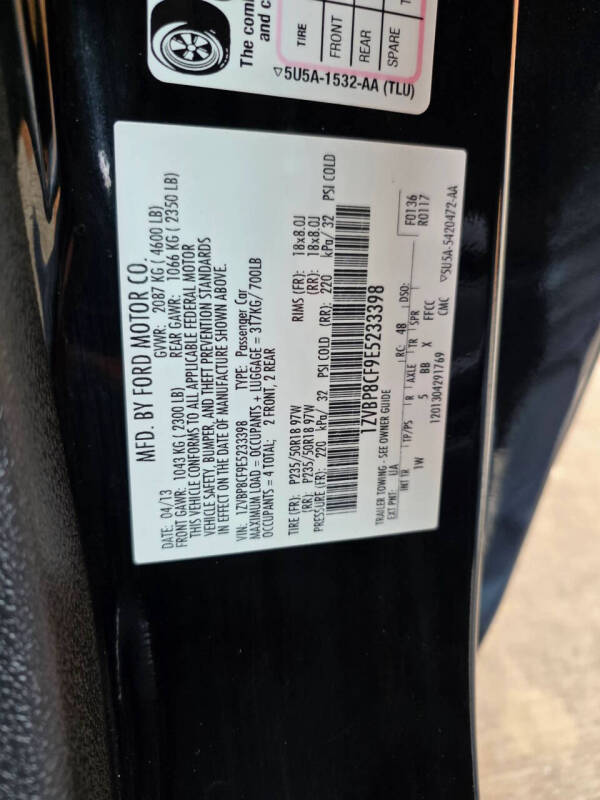 The com
and c
TIRE
FRONT
REAR
SPARE
▽5U5A-1532-AA (TLU)
MFD. BY FORD MOTOR CO.
DATE: 04/13 GVWR: 2087 KG ( 4600 LB)
FRONT GAWR: 1043 KG ( 2300 LB) REAR GAWR: 1066 KG ( 2350 LB)
THIS VEHICLE CONFORMS TO ALL APPLICABLE FEDERAL MOTOR
VEHICLE SAFETY, BUMPER, AND THEFT PREVENTION STANDARDS
IN EFFECT ON THE DATE OF MANUFACTURE SHOWN ABOVE.
VIN: 1ZVBP8CF9E5233398 TYPE: Passenger Car
MAXIMUM LOAD = OCCUPANTS + LUGGAGE = 317KG/ 700LB
OCCUPANTS = 4 TOTAL; 2 FRONT, 2 REAR
TIRE (FR): P235/50R18 97W RIMS (FR): 18x8.0J
(RR): P235/50R18 97W (RR): 18x8.0J
PRESSURE (FR): 220 kPa/ 32 PSI COLD (RR): 220 kPa/ 32 PSI COLD
1ZVBP8CF9E5233398
TRAILER TOWING - SEE OWNER GUIDE
EXT PNT: UA RC: 48 DSO: F0136
INT TR TP/PS R AXLE TR SPR R0117
1W 5 BB X FFCC
1201304291769 CMC ▽5U5A-5420472-AA